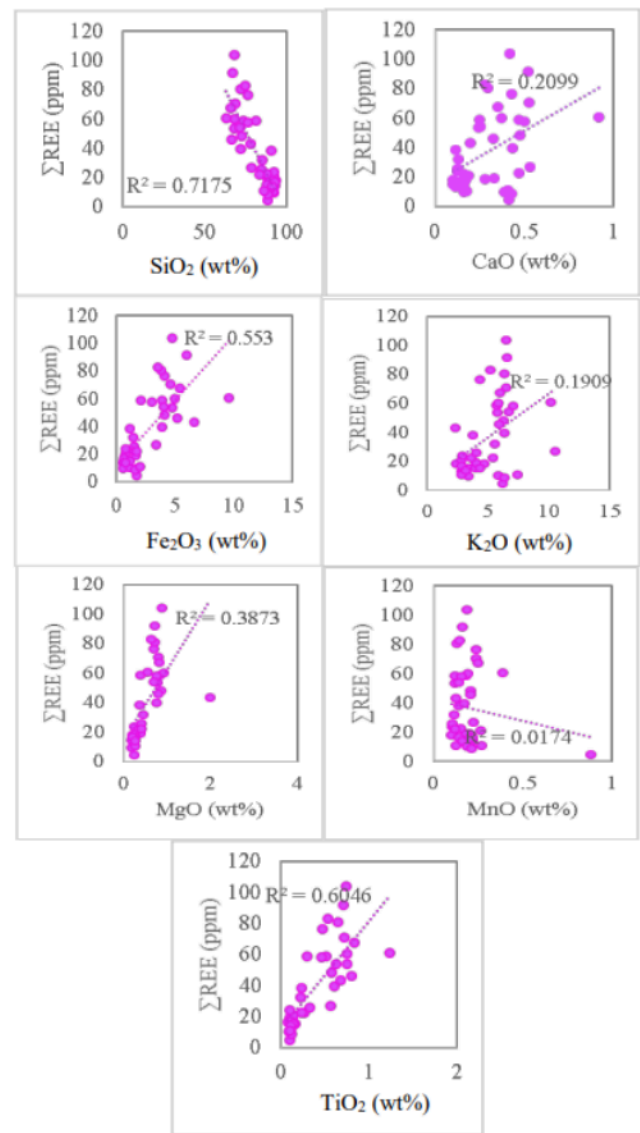 120
100
80
60
40
20
0
∑REE (ppm)
R² = 0.7175
0 50 100
SiO₂ (wt%)
120
100
80
60
40
20
0
∑REE (ppm)
R² = 0.2099
0 0.5 1
CaO (wt%)
120
100
80
60
40
20
0
∑REE (ppm)
R² = 0.553
0 5 10 15
Fe₂O₃ (wt%)
120
100
80
60
40
20
0
∑REE (ppm)
R² = 0.1909
0 5 10 15
K₂O (wt%)
120
100
80
60
40
20
0
∑REE (ppm)
R² = 0.3873
0 2 4
MgO (wt%)
120
100
80
60
40
20
0
∑REE (ppm)
R² = 0.0174
0 0.5 1
MnO (wt%)
120
100
80
60
40
20
0
∑REE (ppm)
R² = 0.6046
0 1 2
TiO₂ (wt%)